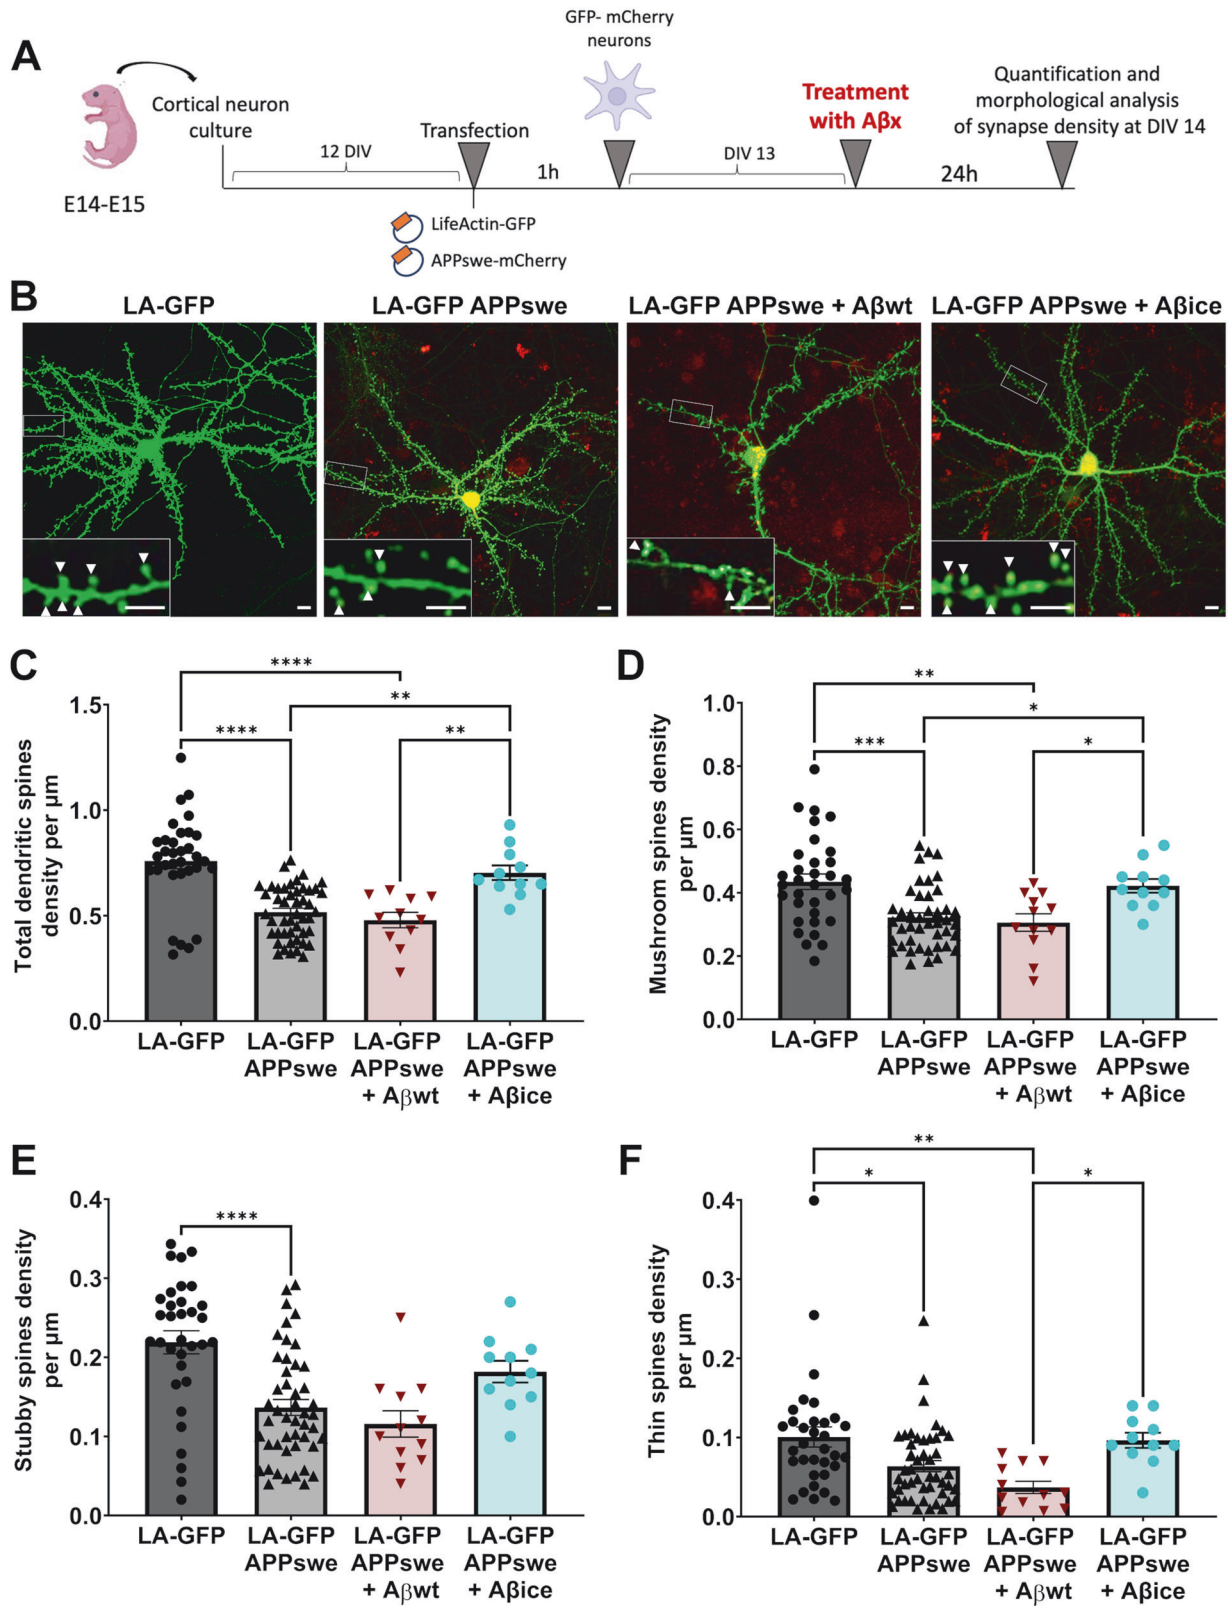 A
GFP- mCherry
neurons
Cortical neuron
culture
Transfection
Treatment
with Aβx
Quantification and
morphological analysis
of synapse density at DIV 14
12 DIV
1h
DIV 13
24h
E14-E15
LifeActin-GFP
APPswe-mCherry
B
LA-GFP
LA-GFP APPswe
LA-GFP APPswe + Aβwt
LA-GFP APPswe + Aβice
C
Total dendritic spines
density per µm
1.5
1.0
0.5
0.0
****
**
****
**
LA-GFP
LA-GFP
APPswe
LA-GFP
APPswe
+ Aβwt
LA-GFP
APPswe
+ Aβice
D
Mushroom spines density
per µm
1.0
0.8
0.6
0.4
0.2
0.0
**
*
***
*
LA-GFP
LA-GFP
APPswe
LA-GFP
APPswe
+ Aβwt
LA-GFP
APPswe
+ Aβice
E
Stubby spines density
per µm
0.4
0.3
0.2
0.1
0.0
****
LA-GFP
LA-GFP
APPswe
LA-GFP
APPswe
+ Aβwt
LA-GFP
APPswe
+ Aβice
F
Thin spines density
per µm
0.4
0.3
0.2
0.1
0.0
**
*
*
LA-GFP
LA-GFP
APPswe
LA-GFP
APPswe
+ Aβwt
LA-GFP
APPswe
+ Aβice